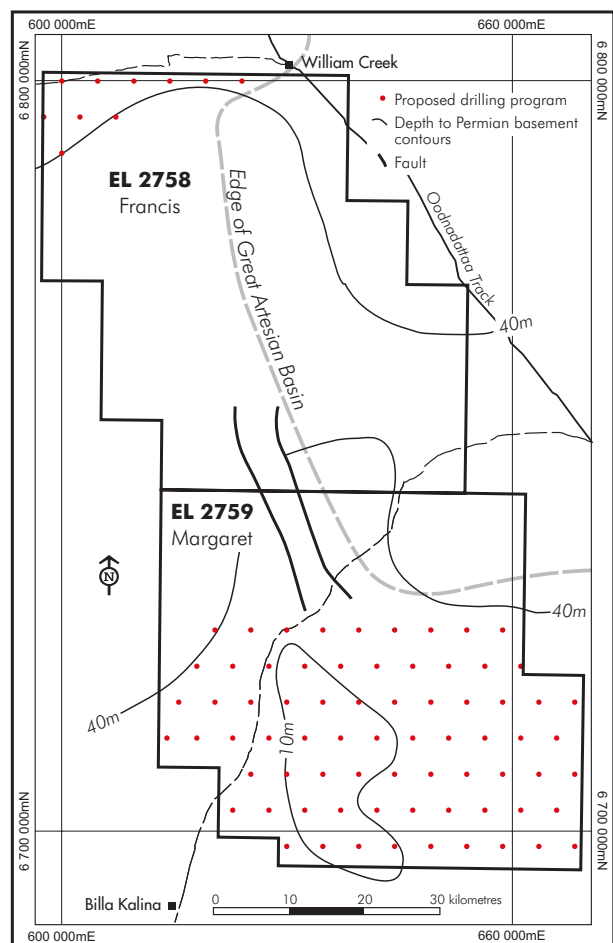 600 000mE
660 000mE
6 800 000mN
6 800 000mN
William Creek
Proposed drilling program
Depth to Permian basement
contours
Fault
EL 2758
Francis
Edge of Great Artesian Basin
Oodnadattaa Track
40m
EL 2759
Margaret
N
40m
40m
10m
6 700 000mN
6 700 000mN
Billa Kalina
0 10 20 30 kilometres
600 000mE
660 000mE